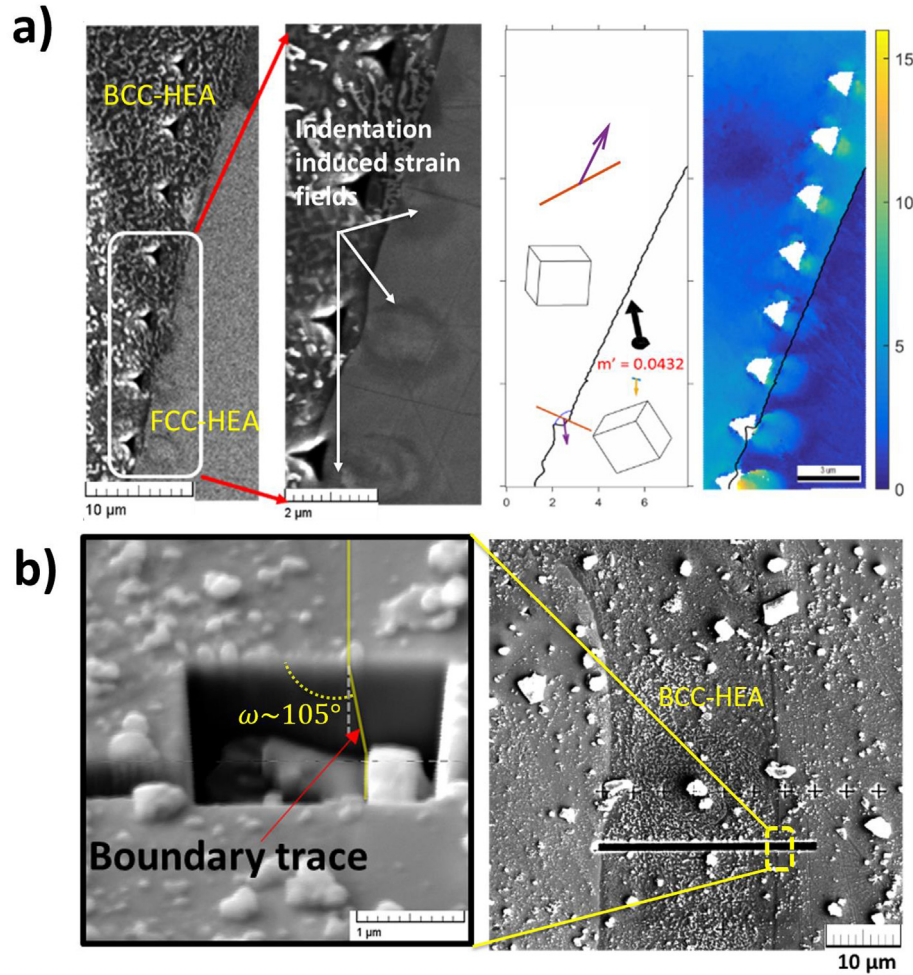 a)
BCC-HEA
FCC-HEA
10 µm
Indentation
induced strain
fields
2 µm
m' = 0.0432
0 2 4 6
15
10
5
0
3 um
b)
ω~105°
Boundary trace
1 µm
BCC-HEA
10 µm